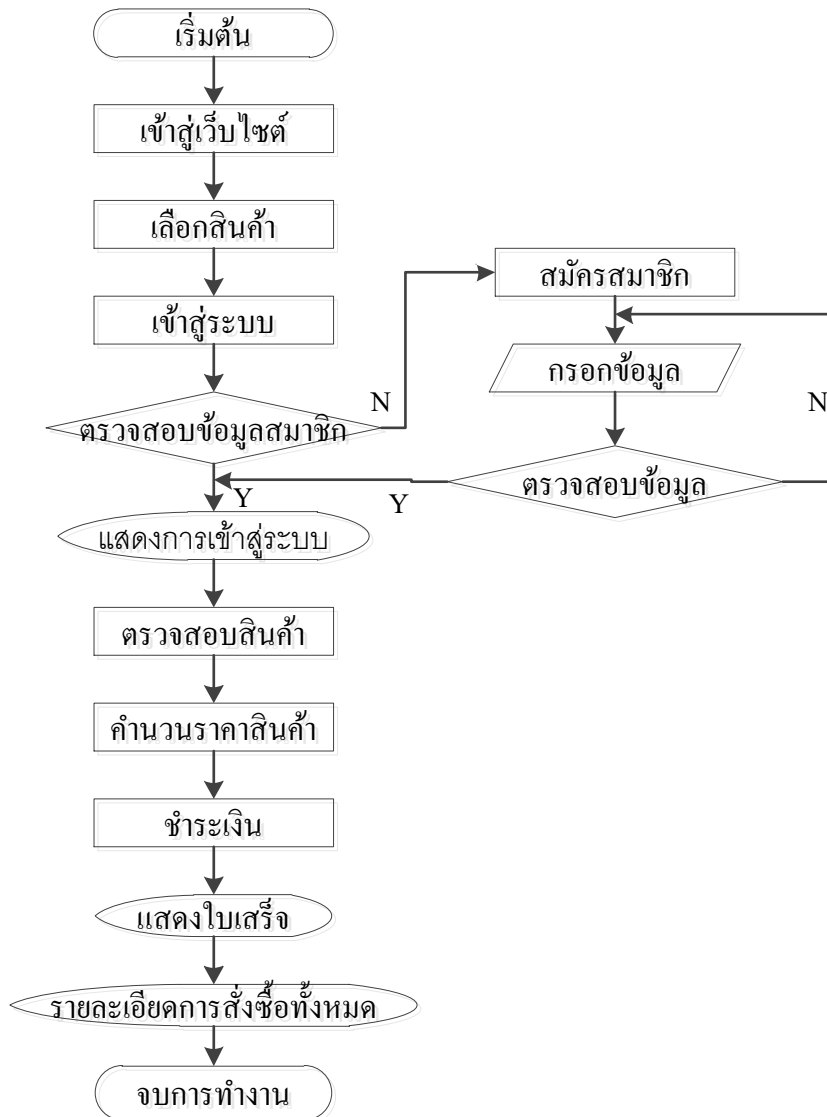 เริ่มต้น
เข้าสู่เว็บไซต์
เลือกสินค้า
เข้าสู่ระบบ
ตรวจสอบข้อมูลสมาชิก
N
สมัครสมาชิก
กรอกข้อมูล
N
ตรวจสอบข้อมูล
Y
Y
แสดงการเข้าสู่ระบบ
ตรวจสอบสินค้า
คำนวนราคาสินค้า
ชำระเงิน
แสดงใบเสร็จ
รายละเอียดการสั่งซื้อทั้งหมด
จบการทำงาน